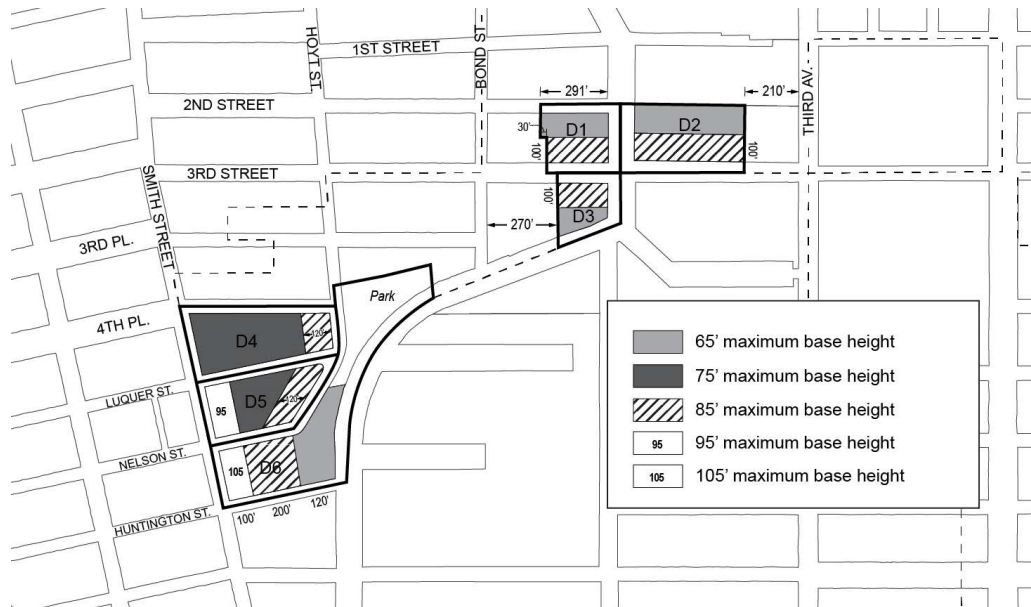 HOYT ST
1ST STREET
BOND ST.
2ND STREET
291'
210'
THIRD AV.
30'
D1
D2
100'
100'
3RD STREET
100'
D3
270'
SMITH STREET
3RD PL.
4TH PL.
Park
D4
120'
LUQUER ST.
95
D5
120'
NELSON ST.
105
D6
HUNTINGTON ST.
100'
200'
120'
65' maximum base height
75' maximum base height
85' maximum base height
95
95' maximum base height
105
105' maximum base height